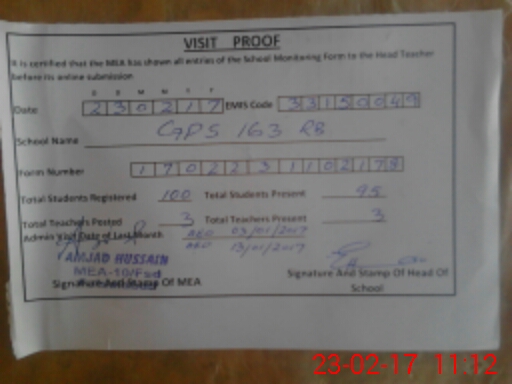 VISIT PROOF
It is certified that the MEA has shown all entries of the School Monitoring Form to the Head Teacher
before its online submission
D D M M Y Y
Date 2 3 0 2 1 7 EMIS Code 3 3 1 5 0 0 4 9
School Name GPS 163 RB
Form Number 1 7 0 2 2 3 1 1 0 2 1 7 8
Total Students Registered 100 Total Students Present 95
Total Teachers Posted 3 Total Teachers Present 3
Admin Visit Date of Last Month AEO 03/01/2017
AEO 13/01/2017
AMJAD HUSSAIN
MEA-10/Fsd
Signature And Stamp Of MEA
Signature And Stamp Of Head Of
School
23-02-17 11:12